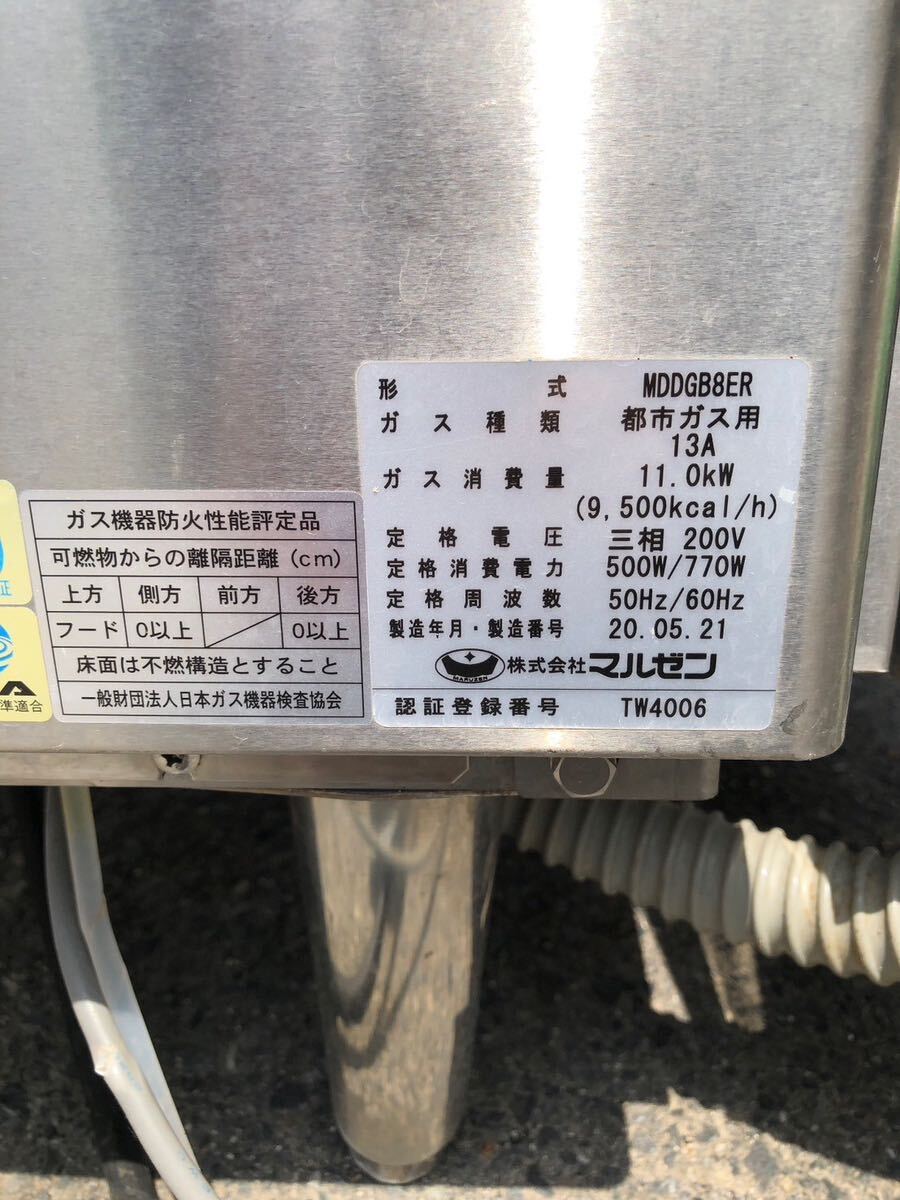 形式 MDDGB8ER
ガス種類 都市ガス用
13A
ガス消費量 11.0kW
(9,500kcal/h)
定格電圧 三相 200V
定格消費電力 500W/770W
定格周波数 50Hz/60Hz
製造年月・製造番号 20.05.21
MARUZEN 株式会社マルゼン
認証登録番号 TW4006
ガス機器防火性能評定品
可燃物からの離隔距離(cm)
上方 側方 前方 後方
フード 0以上 0以上
床面は不燃構造とすること
一般財団法人日本ガス機器検査協会
証
A
準適合